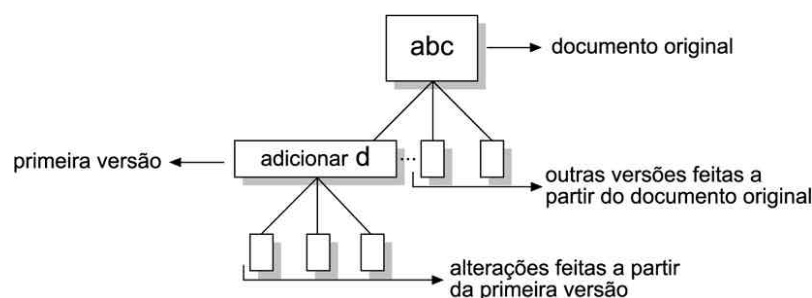 abc
documento original
primeira versão
adicionar d
...
outras versões feitas a
partir do documento original
alterações feitas a partir
da primeira versão